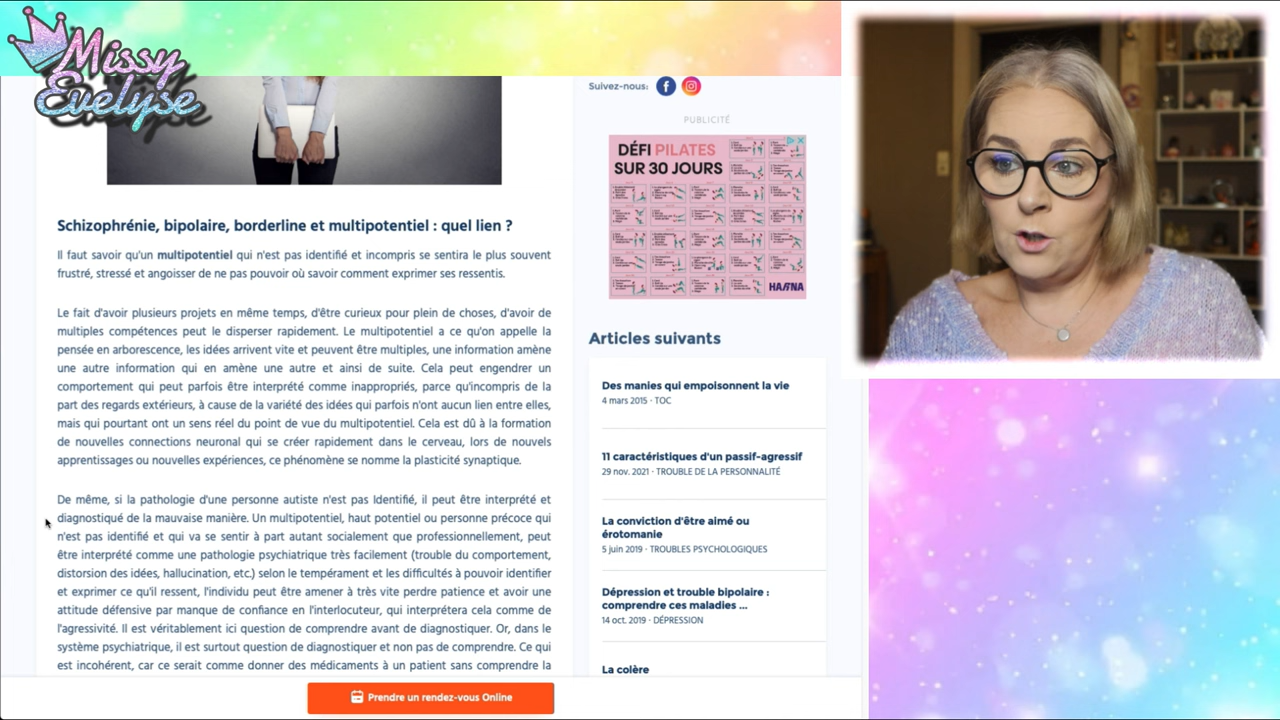 Missy
Evelyse
Suivez-nous:
PUBLICITÉ
DÉFI PILATES
SUR 30 JOURS
HAFINA
Schizophrénie, bipolaire, borderline et multipotentiel : quel lien ?
Il faut savoir qu'un multipotentiel qui n'est pas identifié et incompris se sentira le plus souvent
frustré, stressé et angoisser de ne pas pouvoir où savoir comment exprimer ses ressentis.
Le fait d'avoir plusieurs projets en même temps, d'être curieux pour plein de choses, d'avoir de
multiples compétences peut le disperser rapidement. Le multipotentiel a ce qu'on appelle la
pensée en arborescence, les idées arrivent vite et peuvent être multiples, une information amène
une autre information qui en amène une autre et ainsi de suite. Cela peut engendrer un
comportement qui peut parfois être interprété comme inappropriés, parce qu'incompris de la
part des regards extérieurs, à cause de la variété des idées qui parfois n'ont aucun lien entre elles,
mais qui pourtant ont un sens réel du point de vue du multipotentiel. Cela est dû à la formation
de nouvelles connections neuronal qui se créer rapidement dans le cerveau, lors de nouvels
apprentissages ou nouvelles expériences, ce phénomène se nomme la plasticité synaptique.
De même, si la pathologie d'une personne autiste n'est pas Identifié, il peut être interprété et
diagnostiqué de la mauvaise manière. Un multipotentiel, haut potentiel ou personne précoce qui
n'est pas identifié et qui va se sentir à part autant socialement que professionnellement, peut
être interprété comme une pathologie psychiatrique très facilement (trouble du comportement,
distorsion des idées, hallucination, etc.) selon le tempérament et les difficultés à pouvoir identifier
et exprimer ce qu'il ressent, l'individu peut être amener à très vite perdre patience et avoir une
attitude défensive par manque de confiance en l'interlocuteur, qui interprétera cela comme de
l'agressivité. Il est véritablement ici question de comprendre avant de diagnostiquer. Or, dans le
système psychiatrique, il est surtout question de diagnostiquer et non pas de comprendre. Ce qui
est incohérent, car ce serait comme donner des médicaments à un patient sans comprendre la
Articles suivants
Des manies qui empoisonnent la vie
4 mars 2015 · TOC
11 caractéristiques d'un passif-agressif
29 nov. 2021 · TROUBLE DE LA PERSONNALITÉ
La conviction d'être aimé ou
érotomanie
5 juin 2019 · TROUBLES PSYCHOLOGIQUES
Dépression et trouble bipolaire :
comprendre ces maladies ...
14 oct. 2019 · DÉPRESSION
La colère
Prendre un rendez-vous Online